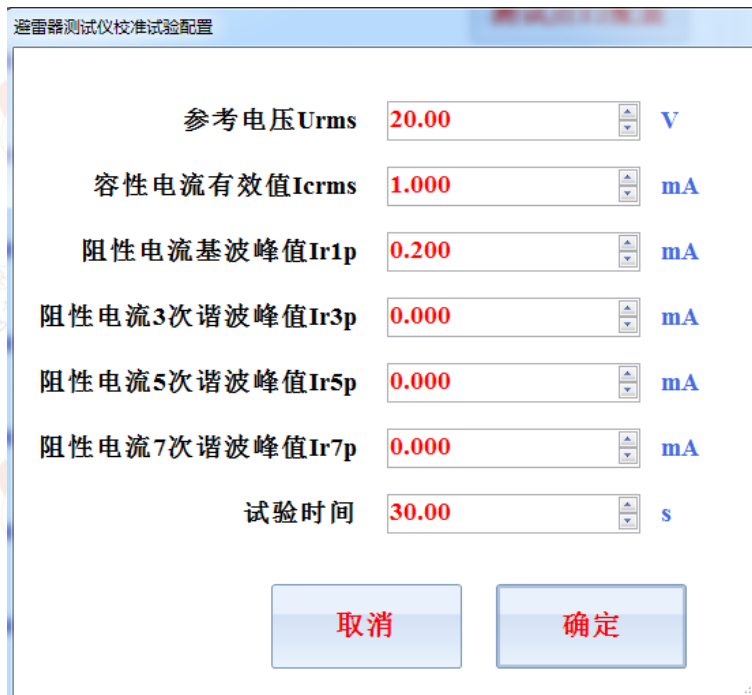 避雷器测试仪校准试验配置
参考电压Urms 20.00 V
容性电流有效值Icrms 1.000 mA
阻性电流基波峰值Ir1p 0.200 mA
阻性电流3次谐波峰值Ir3p 0.000 mA
阻性电流5次谐波峰值Ir5p 0.000 mA
阻性电流7次谐波峰值Ir7p 0.000 mA
试验时间 30.00 s
取消 确定